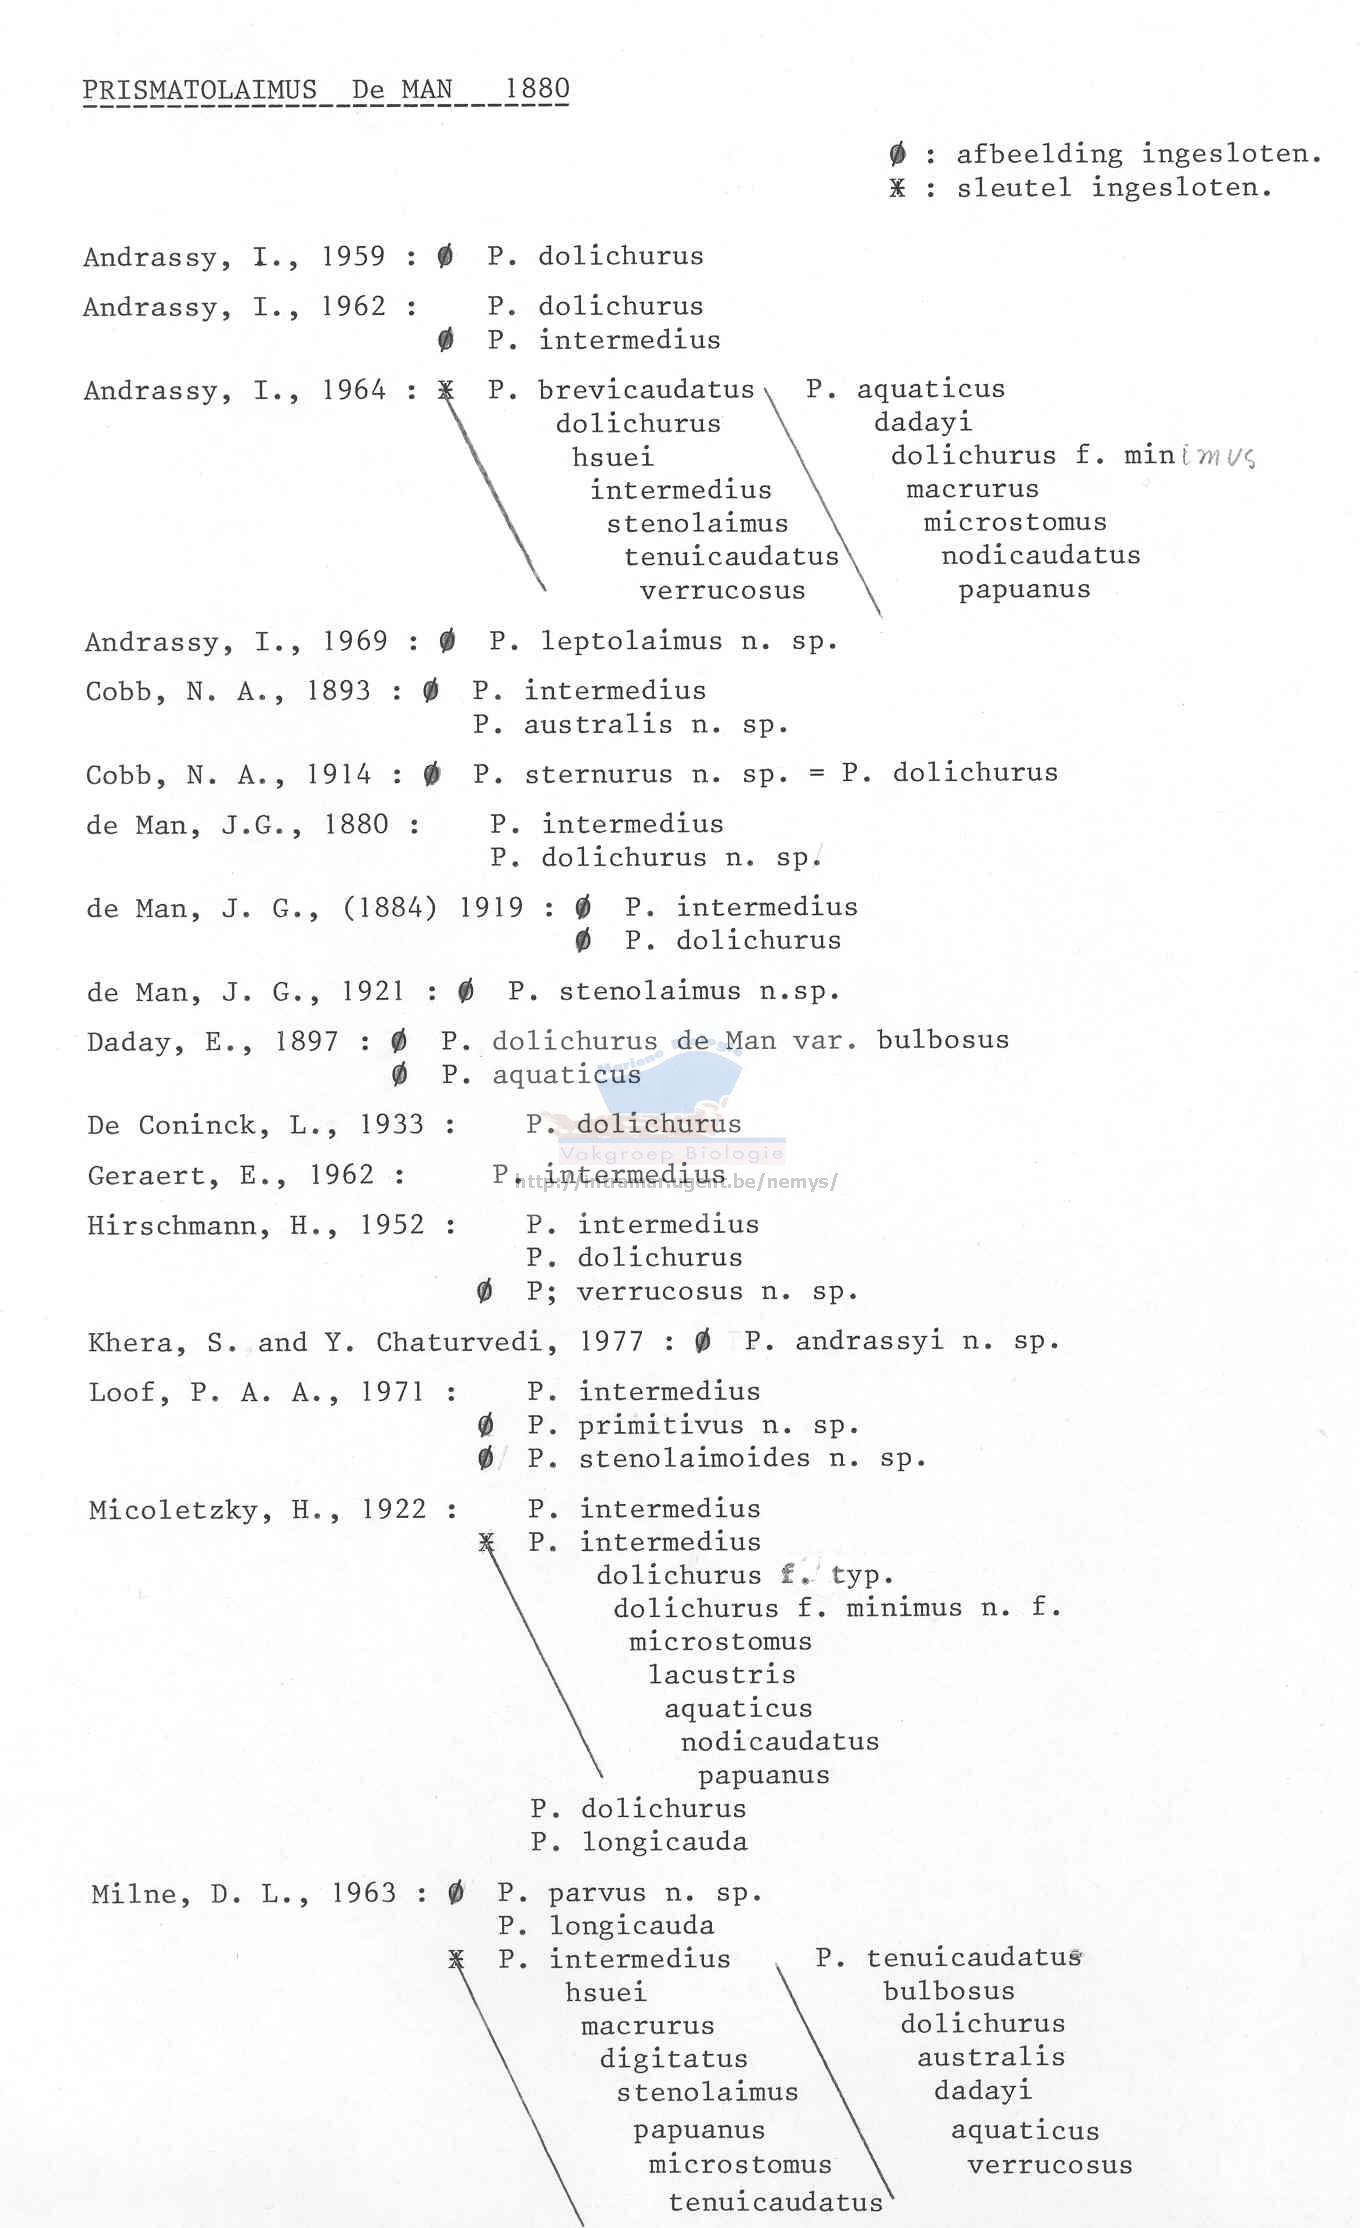 PRISMATOLAIMUS De MAN 1880
Ø : afbeelding ingesloten.
* : sleutel ingesloten.
Andrassy, I., 1959 : Ø P. dolichurus
Andrassy, I., 1962 : P. dolichurus
Ø P. intermedius
Andrassy, I., 1964 : * P. brevicaudatus P. aquaticus
dolichurus dadayi
hsuei dolichurus f. minimus
intermedius macrurus
stenolaimus microstomus
tenuicaudatus nodicaudatus
verrucosus papuanus
Andrassy, I., 1969 : Ø P. leptolaimus n. sp.
Cobb, N. A., 1893 : Ø P. intermedius
P. australis n. sp.
Cobb, N. A., 1914 : Ø P. sternurus n. sp. = P. dolichurus
de Man, J.G., 1880 : P. intermedius
P. dolichurus n. sp.
de Man, J. G., (1884) 1919 : Ø P. intermedius
Ø P. dolichurus
de Man, J. G., 1921 : Ø P. stenolaimus n.sp.
Daday, E., 1897 : Ø P. dolichurus de Man var. bulbosus
Ø P. aquaticus
Mariene Biologie
De Coninck, L., 1933 : P. dolichurus
Vakgroep Biologie
Geraert, E., 1962 : P. intermedius
http://intramar.ugent.be/nemys/
Hirschmann, H., 1952 : P. intermedius
P. dolichurus
Ø P; verrucosus n. sp.
Khera, S. and Y. Chaturvedi, 1977 : Ø P. andrassyi n. sp.
Loof, P. A. A., 1971 : P. intermedius
Ø P. primitivus n. sp.
Ø P. stenolaimoides n. sp.
Micoletzky, H., 1922 : P. intermedius
* P. intermedius
dolichurus f. typ.
dolichurus f. minimus n. f.
microstomus
lacustris
aquaticus
nodicaudatus
papuanus
P. dolichurus
P. longicauda
Milne, D. L., 1963 : Ø P. parvus n. sp.
P. longicauda
* P. intermedius P. tenuicaudatus
hsuei bulbosus
macrurus dolichurus
digitatus australis
stenolaimus dadayi
papuanus aquaticus
microstomus verrucosus
tenuicaudatus